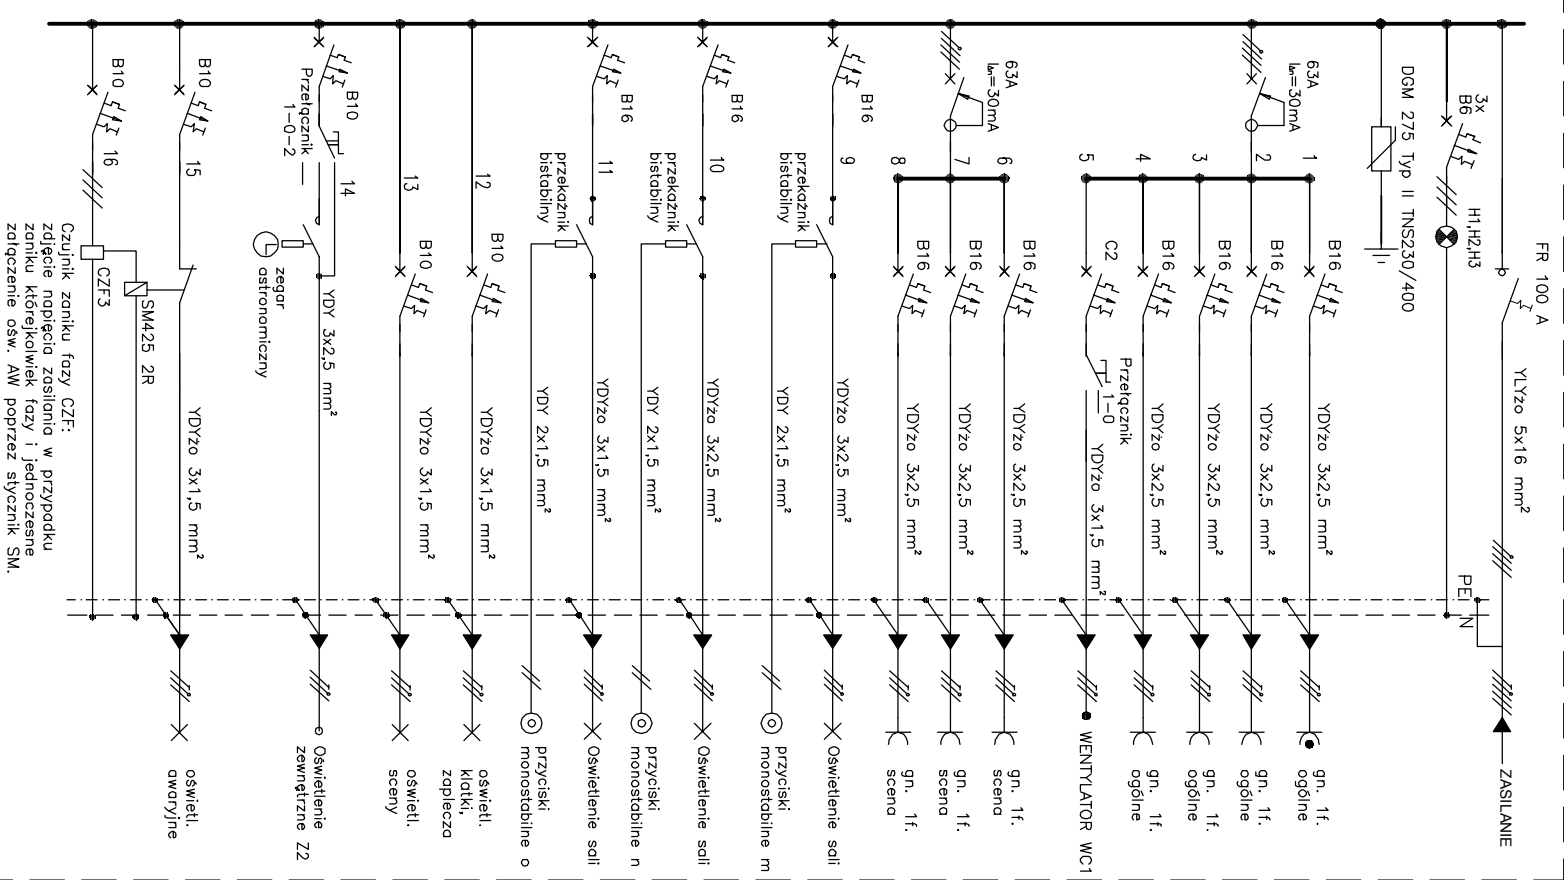 ZASILANIE
FR 100 A
YLYżo 5x16 mm²
PE
N
3x
B6
H1,H2,H3
DGM 275 Typ II TNS230/400
63A
I∆n=30mA
1
B16
YDYżo 3x2,5 mm²
gn. 1f.
ogólne
2
B16
YDYżo 3x2,5 mm²
gn. 1f.
ogólne
3
B16
YDYżo 3x2,5 mm²
gn. 1f.
ogólne
4
B16
YDYżo 3x2,5 mm²
gn. 1f.
ogólne
5
C2
Przełącznik
1-0
YDYżo 3x1,5 mm²
WENTYLATOR WC1
63A
I∆n=30mA
6
B16
YDYżo 3x2,5 mm²
gn. 1f.
scena
7
B16
YDYżo 3x2,5 mm²
gn. 1f.
scena
8
B16
YDYżo 3x2,5 mm²
gn. 1f.
scena
B16
9
przekaźnik
bistabilny
YDYżo 3x2,5 mm²
Oświetlenie sali
YDY 2x1,5 mm²
przyciski
monostabilne m
B16
10
przekaźnik
bistabilny
YDYżo 3x2,5 mm²
Oświetlenie sali
YDY 2x1,5 mm²
przyciski
monostabilne n
B16
11
przekaźnik
bistabilny
YDYżo 3x1,5 mm²
Oświetlenie sali
YDY 2x1,5 mm²
przyciski
monostabilne o
12
B10
YDYżo 3x1,5 mm²
oświetl.
klatki,
zaplecza
13
B10
YDYżo 3x1,5 mm²
oświetl.
sceny
B10
Przełącznik
1-0-2
14
zegar
astronomiczny
YDY 3x2,5 mm²
Oświetlenie
zewnętrzne Z2
B10
15
YDYżo 3x1,5 mm²
oświetl.
awaryjne
B10
16
CZF3
SM425 2R
Czujnik zaniku fazy CZF:
zdjęcie napięcia zasilania w przypadku
zaniku którejkolwiek fazy i jednoczesne
załączenie ośw. AW poprzez stycznik SM.